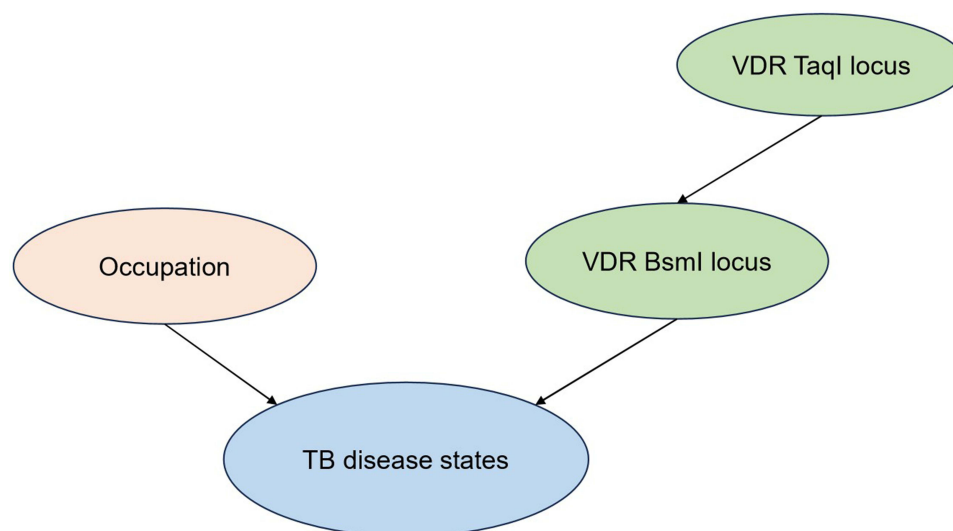 VDR TaqI locus
Occupation
VDR BsmI locus
TB disease states